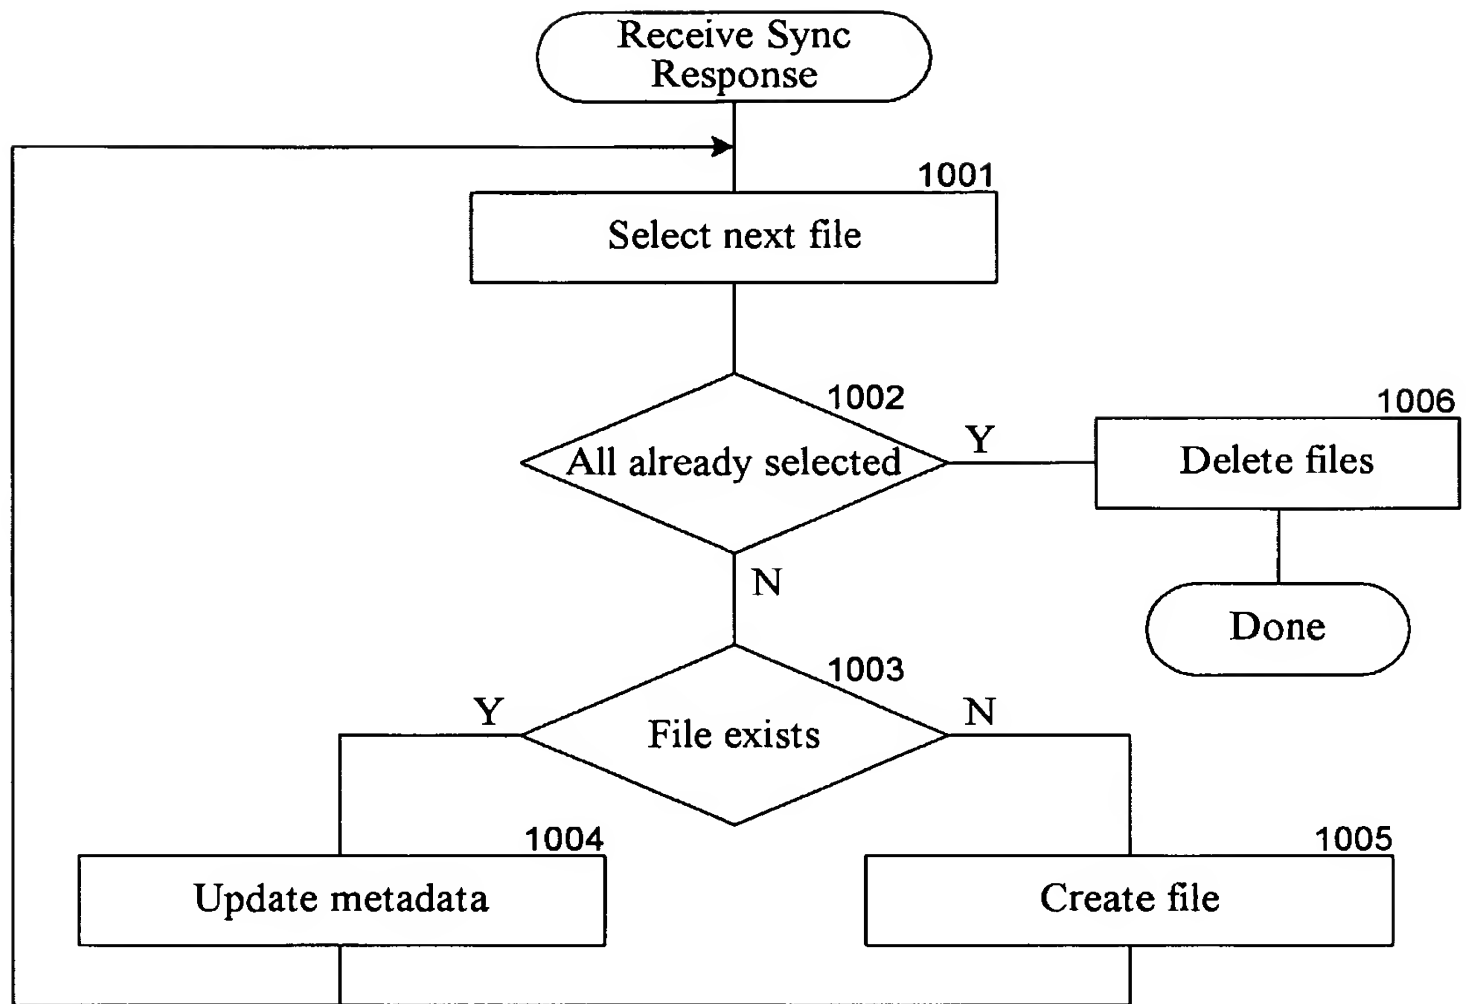 Receive Sync
Response
1001
Select next file
1002
All already selected
Y
1006
Delete files
N
Done
1003
File exists
Y
N
1004
Update metadata
1005
Create file